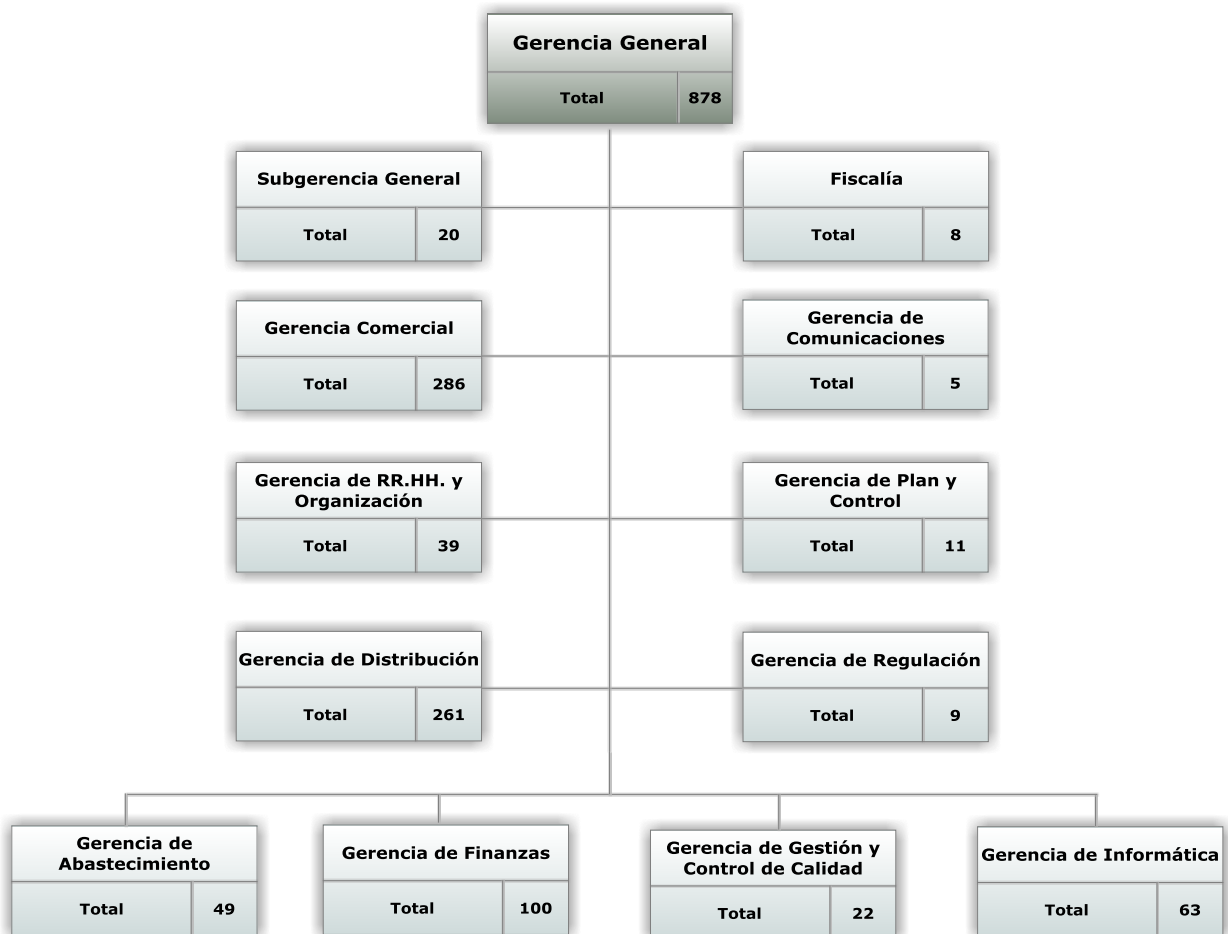 Gerencia General
Total 878
Subgerencia General
Total 20
Fiscalía
Total 8
Gerencia Comercial
Total 286
Gerencia de
Comunicaciones
Total 5
Gerencia de RR.HH. y
Organización
Total 39
Gerencia de Plan y
Control
Total 11
Gerencia de Distribución
Total 261
Gerencia de Regulación
Total 9
Gerencia de
Abastecimiento
Total 49
Gerencia de Finanzas
Total 100
Gerencia de Gestión y
Control de Calidad
Total 22
Gerencia de Informática
Total 63